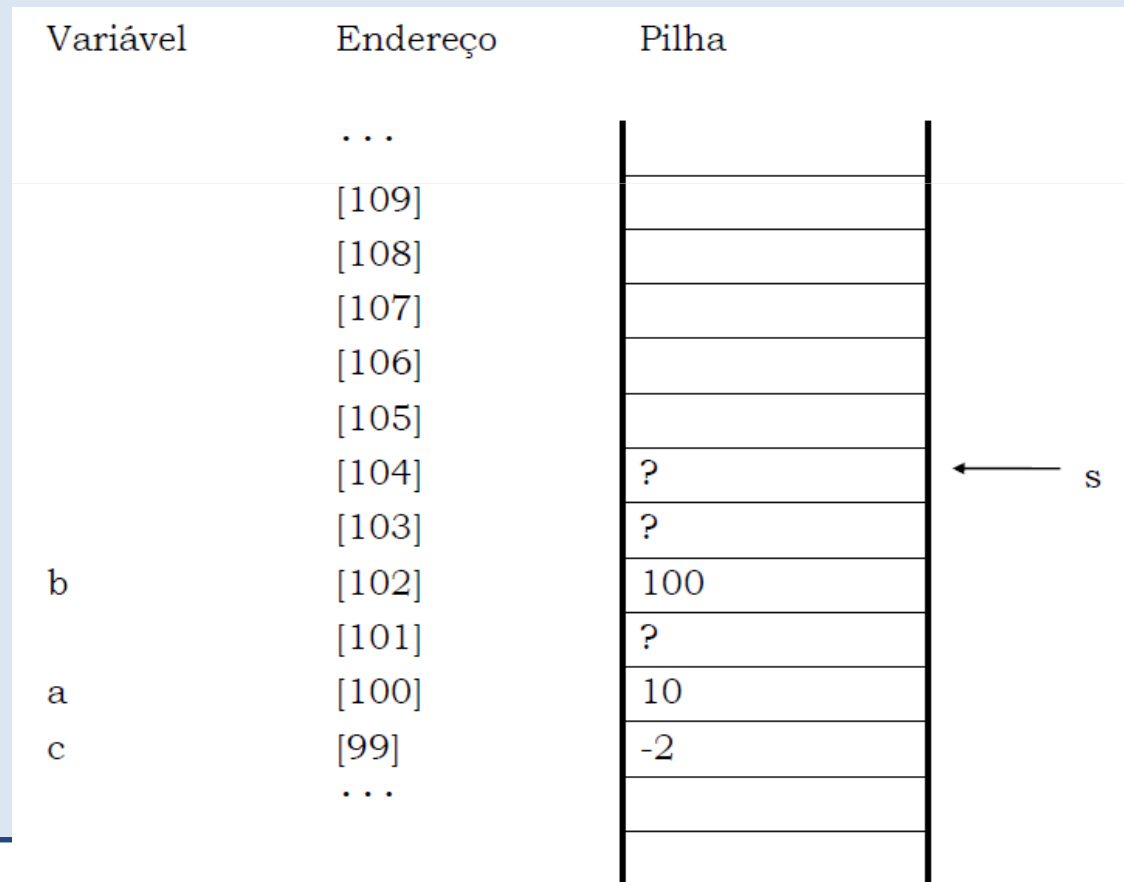 Variável Endereço Pilha
...
[109]
[108]
[107]
[106]
[105]
[104] ? s
[103] ?
b [102] 100
[101] ?
a [100] 10
c [99] -2
...